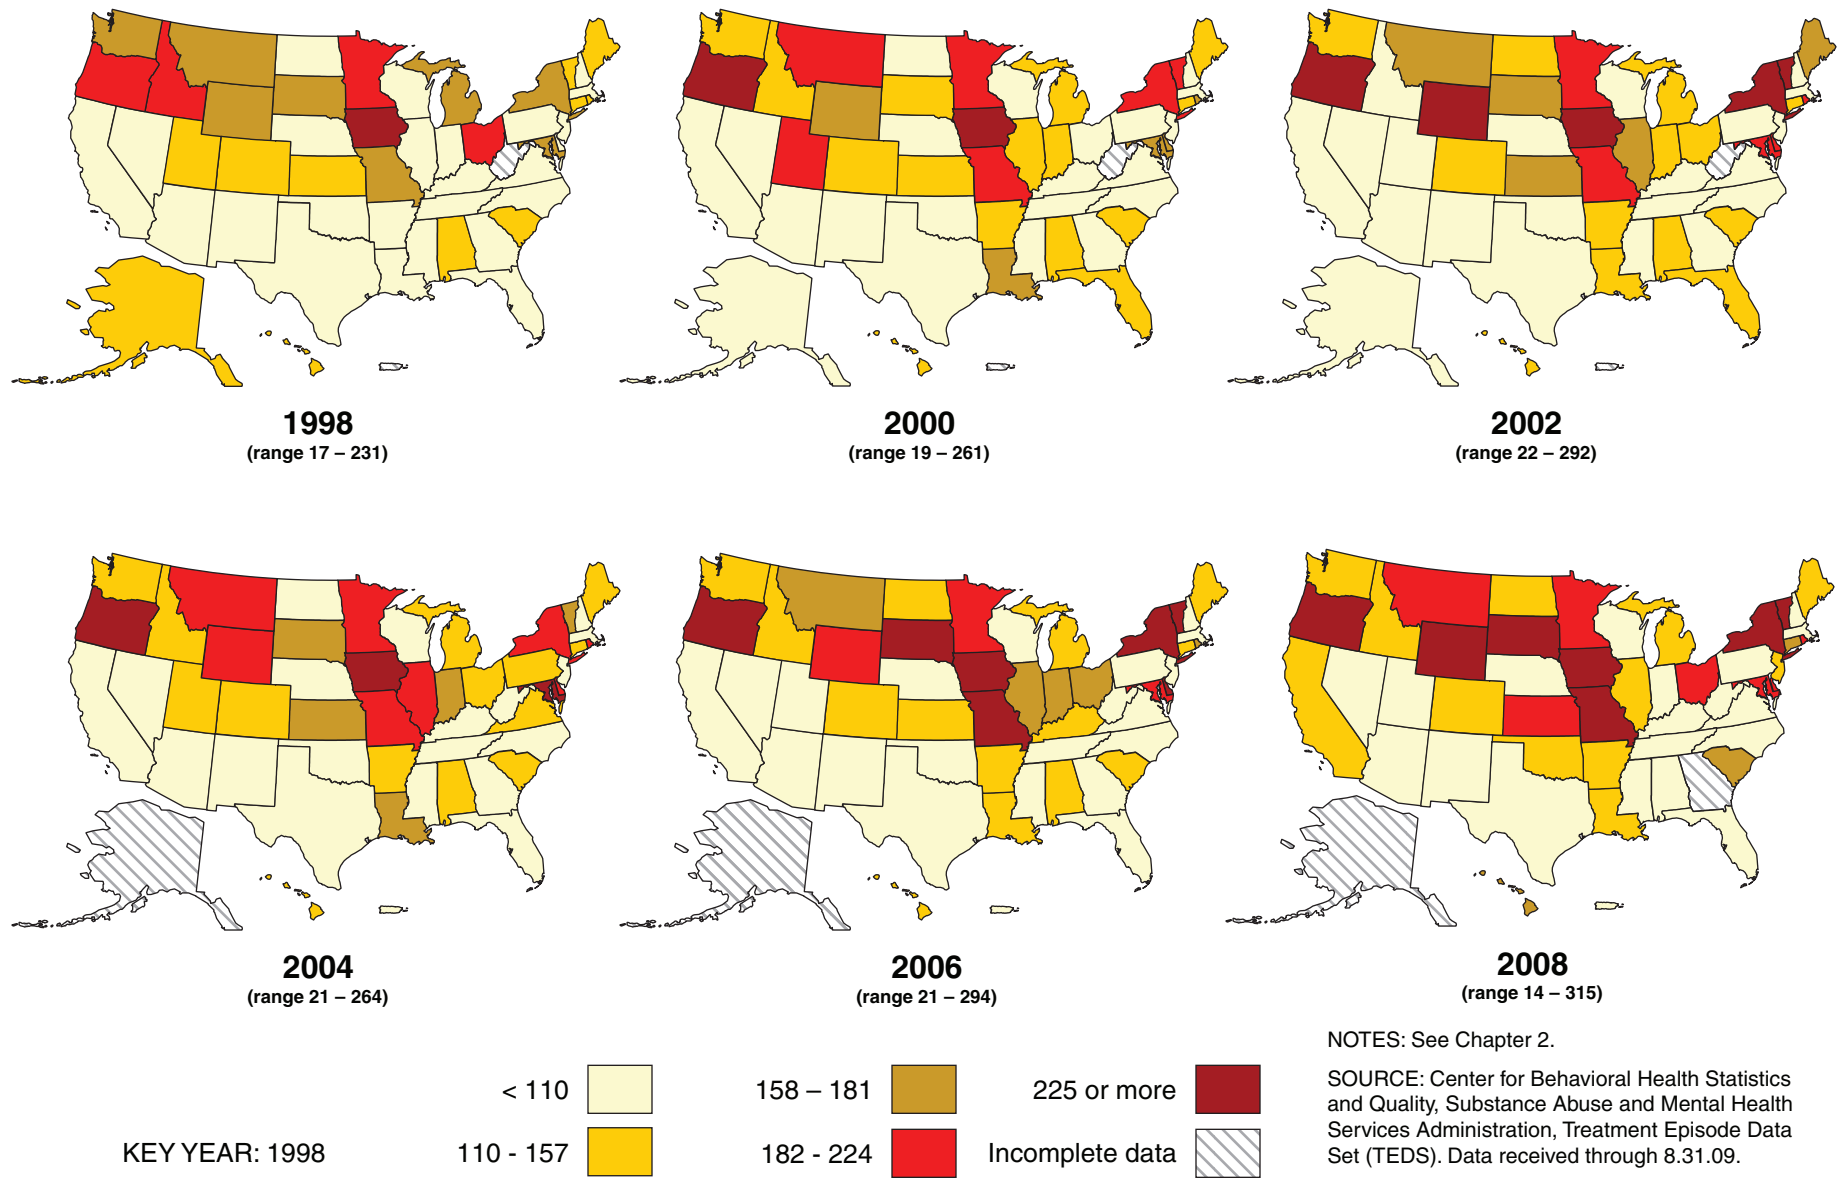 1998
(range 17 – 231)
2000
(range 19 – 261)
2002
(range 22 – 292)
2004
(range 21 – 264)
2006
(range 21 – 294)
2008
(range 14 – 315)
KEY YEAR: 1998
< 110
110 - 157
158 – 181
182 - 224
225 or more
Incomplete data
NOTES: See Chapter 2.
SOURCE: Center for Behavioral Health Statistics
and Quality, Substance Abuse and Mental Health
Services Administration, Treatment Episode Data
Set (TEDS). Data received through 8.31.09.